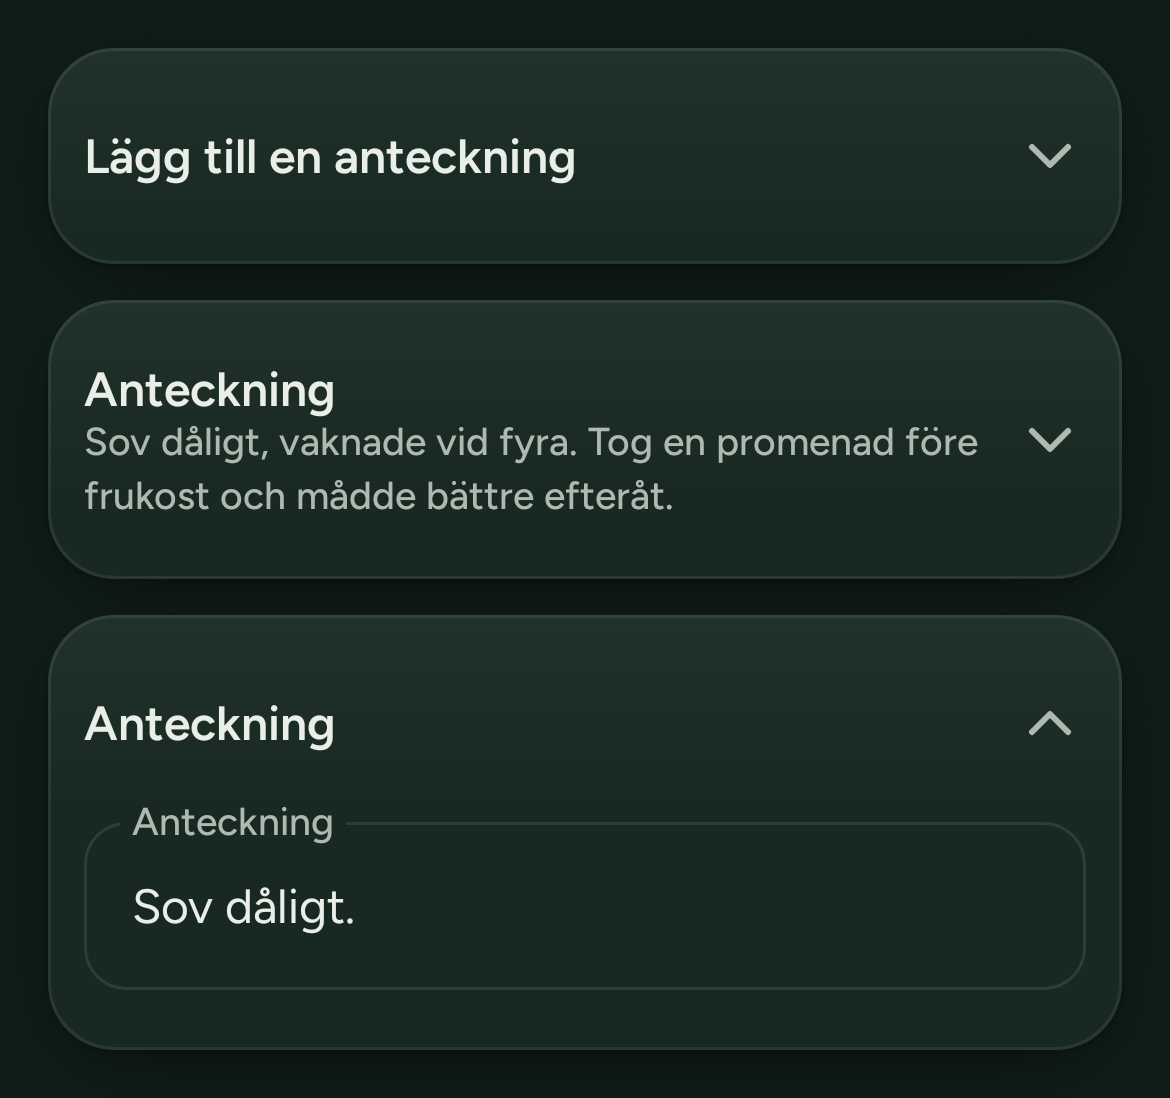 Lägg till en anteckning
Anteckning
Sov dåligt, vaknade vid fyra. Tog en promenad före
frukost och mådde bättre efteråt.
Anteckning
Anteckning
Sov dåligt.